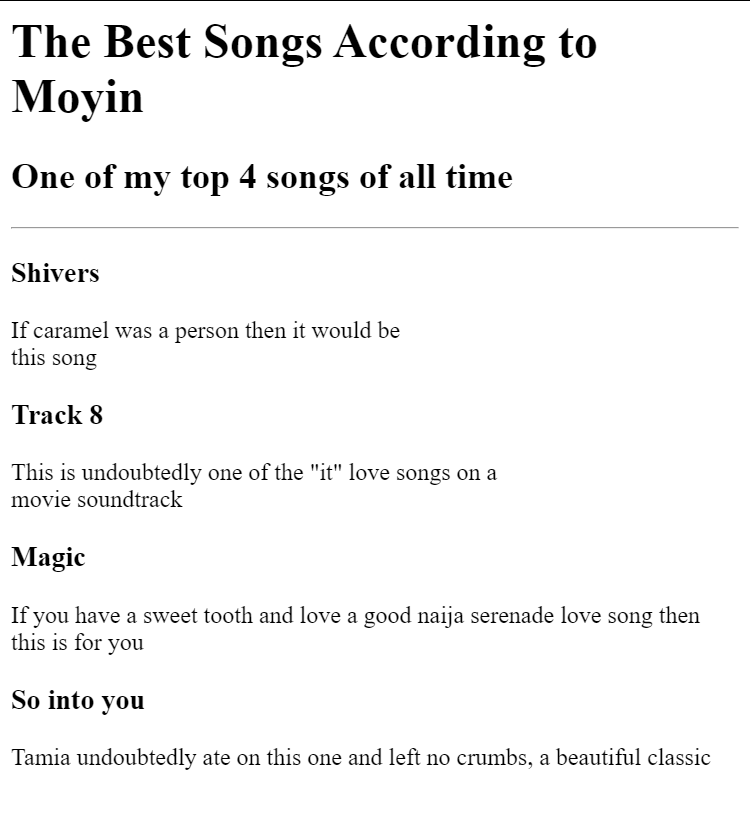 The Best Songs According to
Moyin
One of my top 4 songs of all time
Shivers
If caramel was a person then it would be
this song
Track 8
This is undoubtedly one of the "it" love songs on a
movie soundtrack
Magic
If you have a sweet tooth and love a good naija serenade love song then
this is for you
So into you
Tamia undoubtedly ate on this one and left no crumbs, a beautiful classic